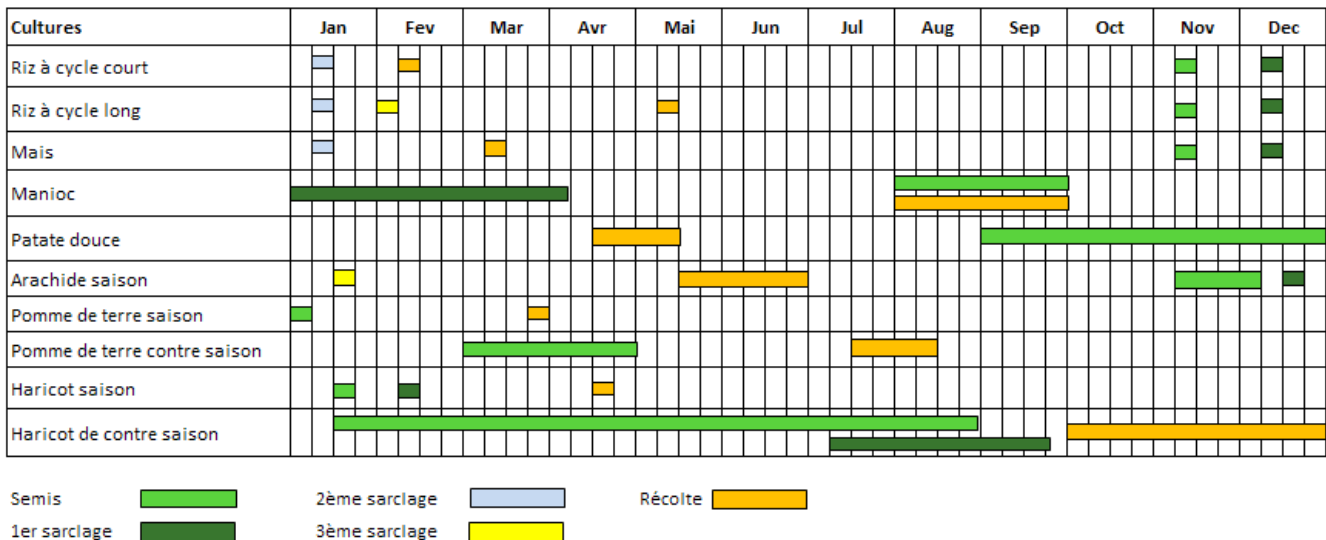 Cultures Jan Fev Mar Avr Mai Jun Jul Aug Sep Oct Nov Dec
Riz à cycle court
Riz à cycle long
Mais
Manioc
Patate douce
Arachide saison
Pomme de terre saison
Pomme de terre contre saison
Haricot saison
Haricot de contre saison
Semis 2ème sarclage Récolte
1er sarclage 3ème sarclage